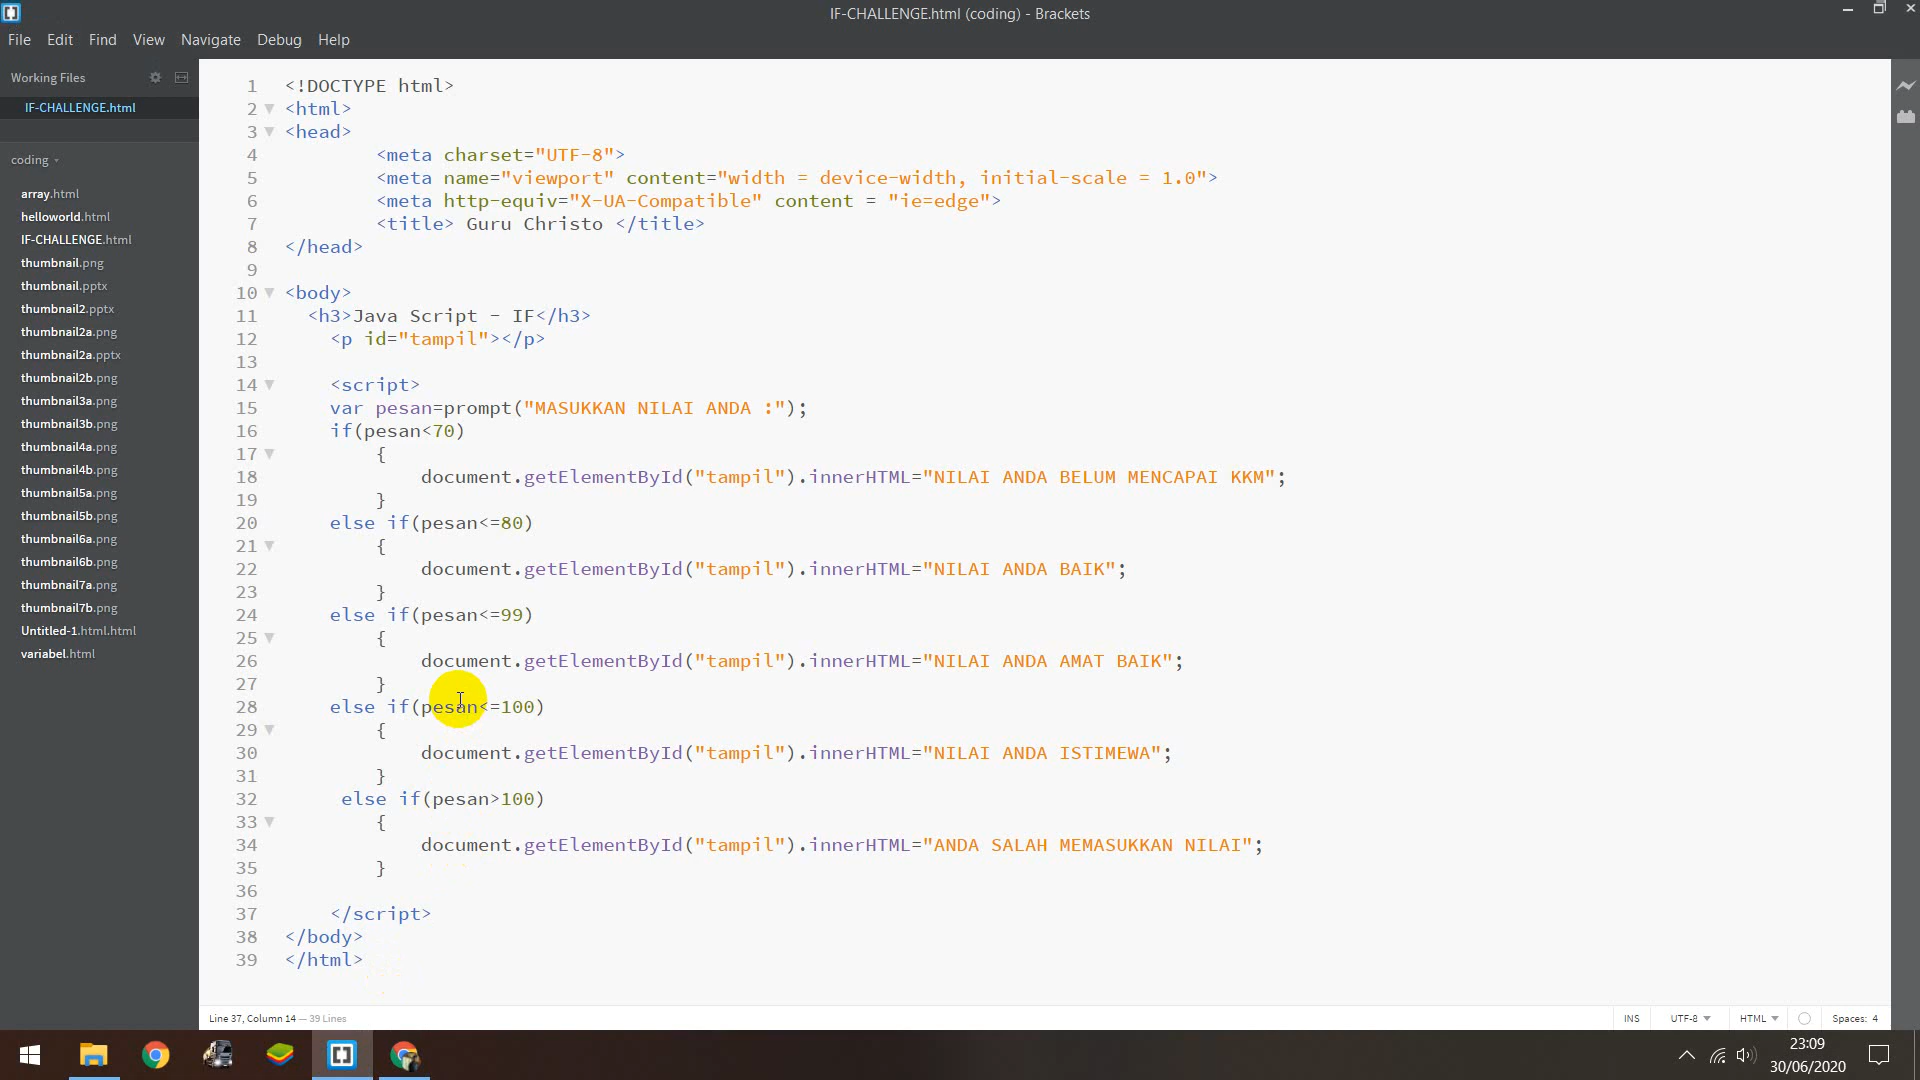 IF-CHALLENGE.html (coding) - Brackets
File Edit Find View Navigate Debug Help
Working Files
IF-CHALLENGE.html
coding
array.html
helloworld.html
IF-CHALLENGE.html
thumbnail.png
thumbnail.pptx
thumbnail2.pptx
thumbnail2a.png
thumbnail2a.pptx
thumbnail2b.png
thumbnail3a.png
thumbnail3b.png
thumbnail4a.png
thumbnail4b.png
thumbnail5a.png
thumbnail5b.png
thumbnail6a.png
thumbnail6b.png
thumbnail7a.png
thumbnail7b.png
Untitled-1.html.html
variabel.html
1 <!DOCTYPE html>
2 <html>
3 <head>
4 <meta charset="UTF-8">
5 <meta name="viewport" content="width = device-width, initial-scale = 1.0">
6 <meta http-equiv="X-UA-Compatible" content = "ie=edge">
7 <title> Guru Christo </title>
8 </head>
9
10 <body>
11 <h3>Java Script - IF</h3>
12 <p id="tampil"></p>
13
14 <script>
15 var pesan=prompt("MASUKKAN NILAI ANDA :");
16 if(pesan<70)
17 {
18 document.getElementById("tampil").innerHTML="NILAI ANDA BELUM MENCAPAI KKM";
19 }
20 else if(pesan<=80)
21 {
22 document.getElementById("tampil").innerHTML="NILAI ANDA BAIK";
23 }
24 else if(pesan<=99)
25 {
26 document.getElementById("tampil").innerHTML="NILAI ANDA AMAT BAIK";
27 }
28 else if(pesan<=100)
29 {
30 document.getElementById("tampil").innerHTML="NILAI ANDA ISTIMEWA";
31 }
32 else if(pesan>100)
33 {
34 document.getElementById("tampil").innerHTML="ANDA SALAH MEMASUKKAN NILAI";
35 }
36
37 </script>
38 </body>
39 </html>
Line 37, Column 14 — 39 Lines
INS UTF-8 HTML Spaces: 4
23:09
30/06/2020